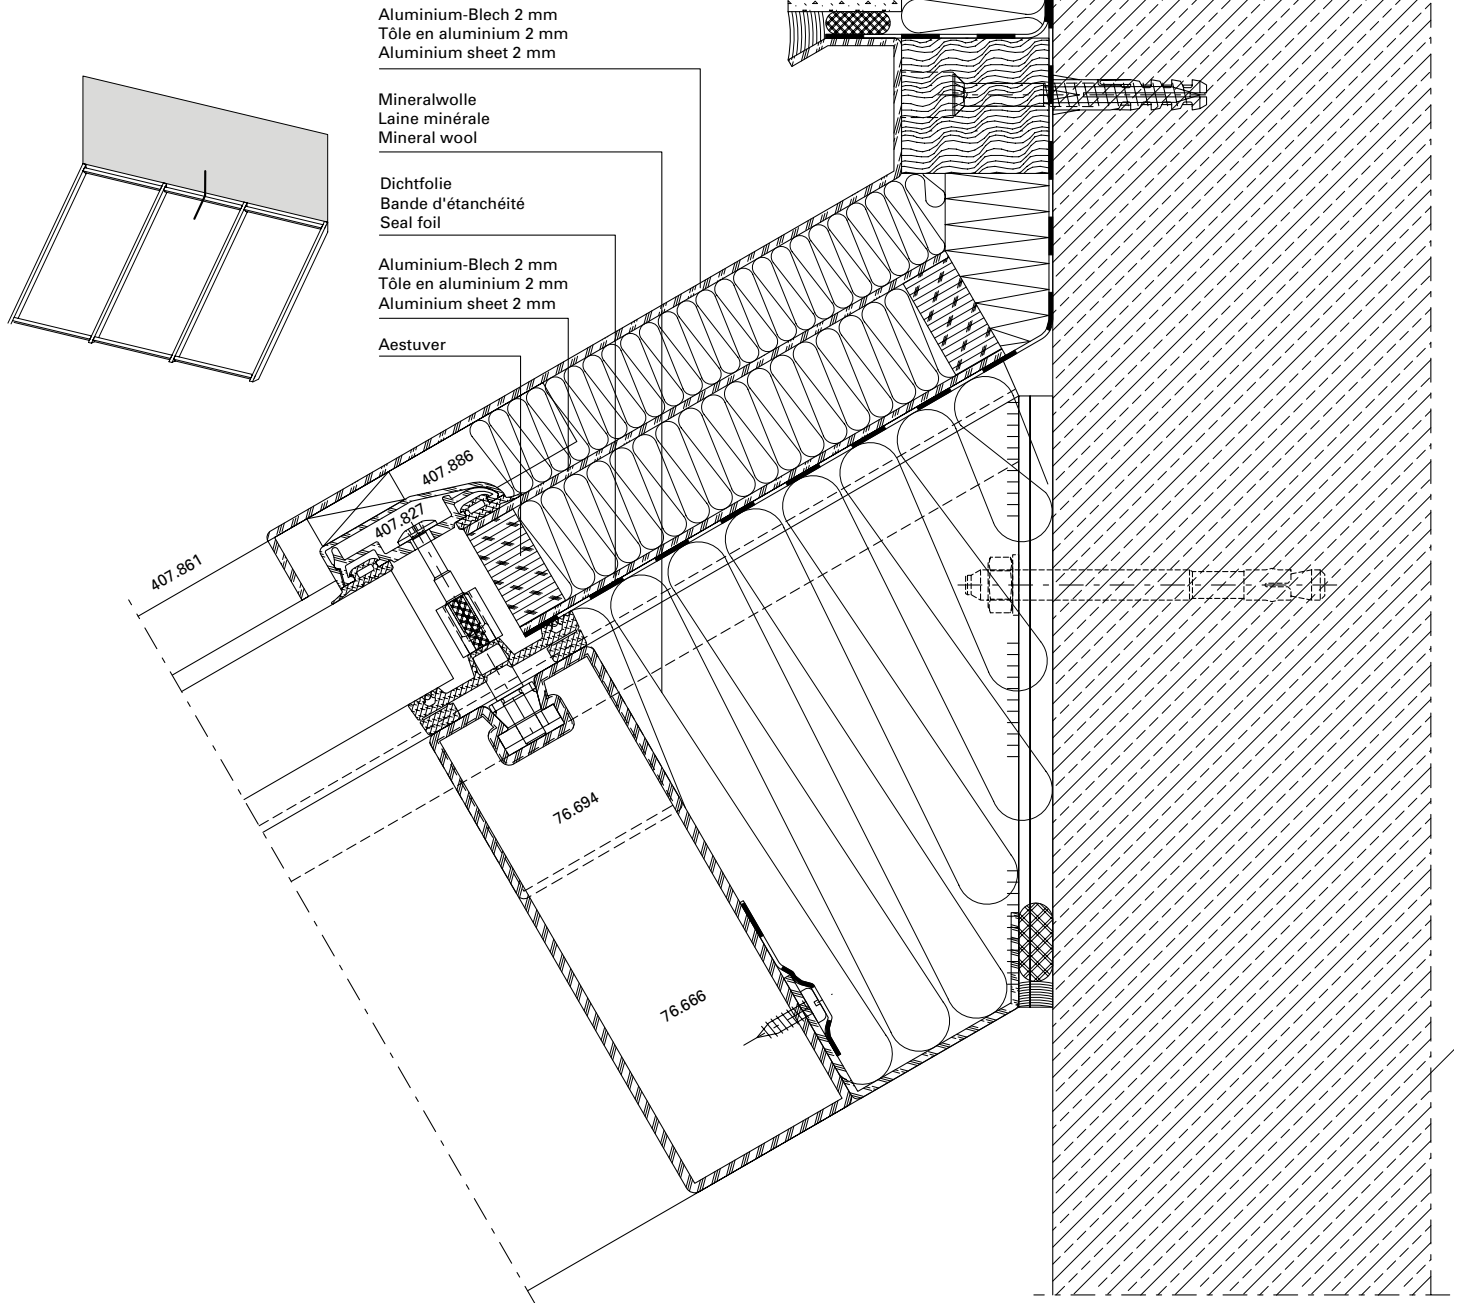 Aluminium-Blech 2 mm
Tôle en aluminium 2 mm
Aluminium sheet 2 mm
Mineralwolle
Laine minérale
Mineral wool
Dichtfolie
Bande d'étanchéité
Seal foil
Aluminium-Blech 2 mm
Tôle en aluminium 2 mm
Aluminium sheet 2 mm
Aestuver
407.886
407.827
407.861
76.694
76.666